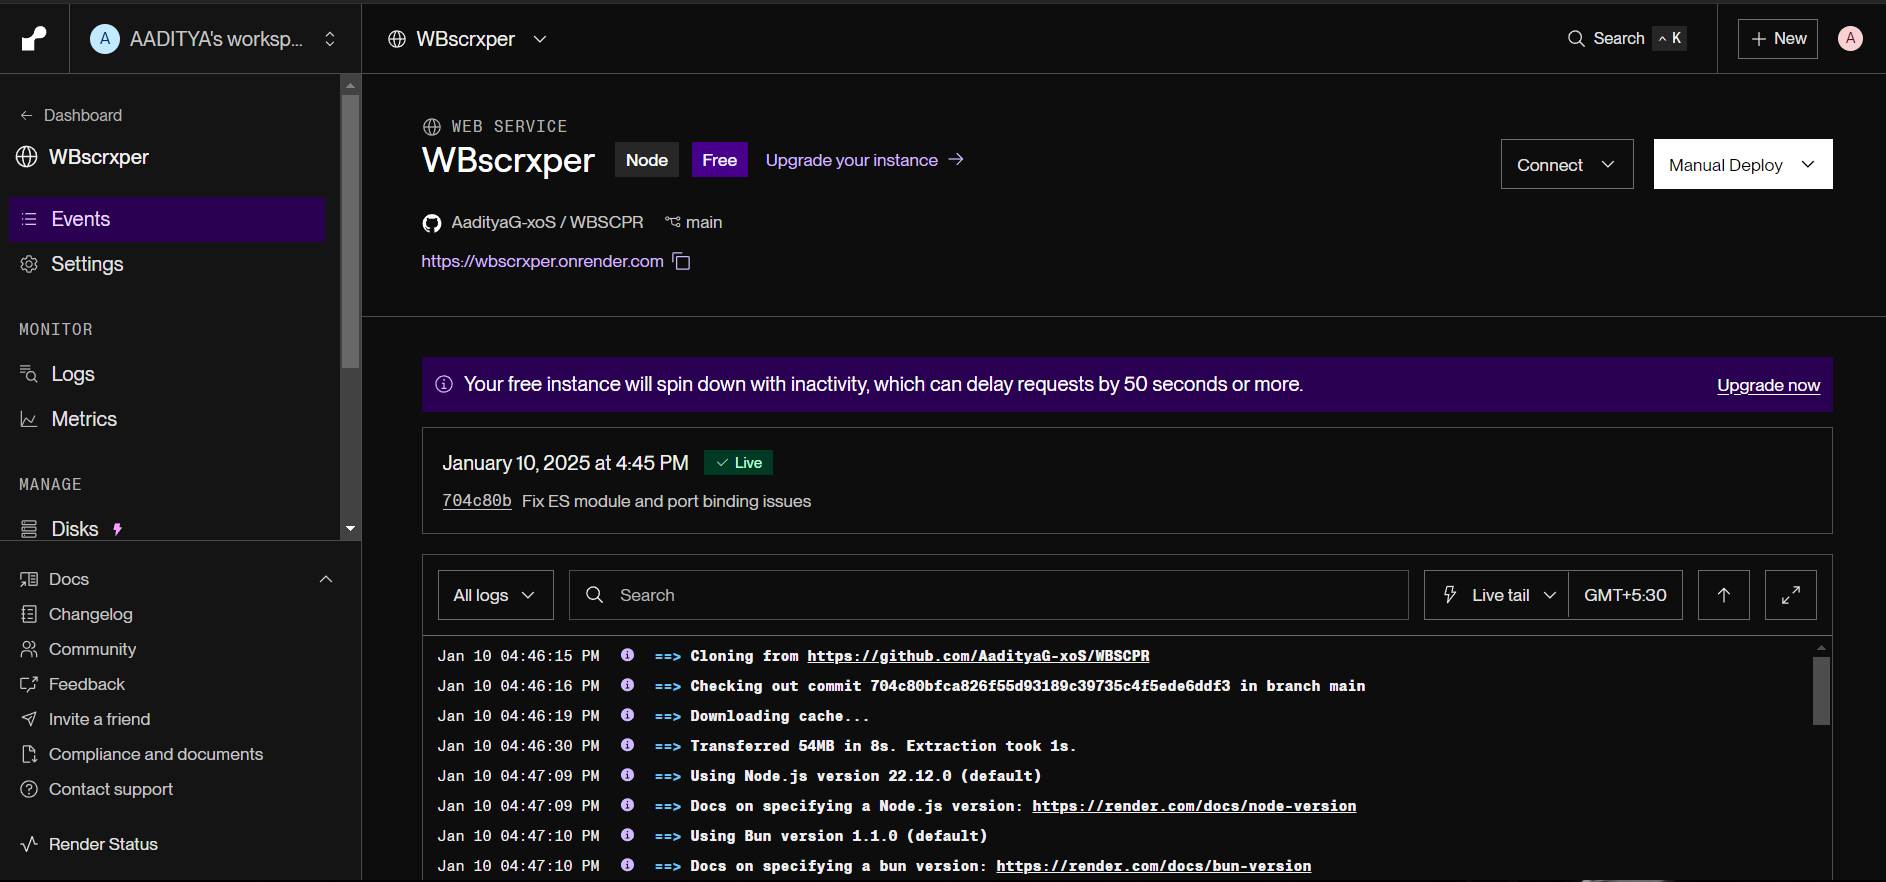 A AADITYA's worksp...
WBscrxper
Search ^ K
+ New
A
← Dashboard
WBscrxper
Events
Settings
MONITOR
Logs
Metrics
MANAGE
Disks
Docs
Changelog
Community
Feedback
Invite a friend
Compliance and documents
Contact support
Render Status
WEB SERVICE
WBscrxper Node Free Upgrade your instance →
Connect
Manual Deploy
AadityaG-xoS / WBSCPR main
https://wbscrxper.onrender.com
Your free instance will spin down with inactivity, which can delay requests by 50 seconds or more. Upgrade now
January 10, 2025 at 4:45 PM ✓ Live
704c80b Fix ES module and port binding issues
All logs Search Live tail GMT+5:30
Jan 10 04:46:15 PM ==> Cloning from https://github.com/AadityaG-xoS/WBSCPR
Jan 10 04:46:16 PM ==> Checking out commit 704c80bfca826f55d93189c39735c4f5ede6ddf3 in branch main
Jan 10 04:46:19 PM ==> Downloading cache...
Jan 10 04:46:30 PM ==> Transferred 54MB in 8s. Extraction took 1s.
Jan 10 04:47:09 PM ==> Using Node.js version 22.12.0 (default)
Jan 10 04:47:09 PM ==> Docs on specifying a Node.js version: https://render.com/docs/node-version
Jan 10 04:47:10 PM ==> Using Bun version 1.1.0 (default)
Jan 10 04:47:10 PM ==> Docs on specifying a bun version: https://render.com/docs/bun-version